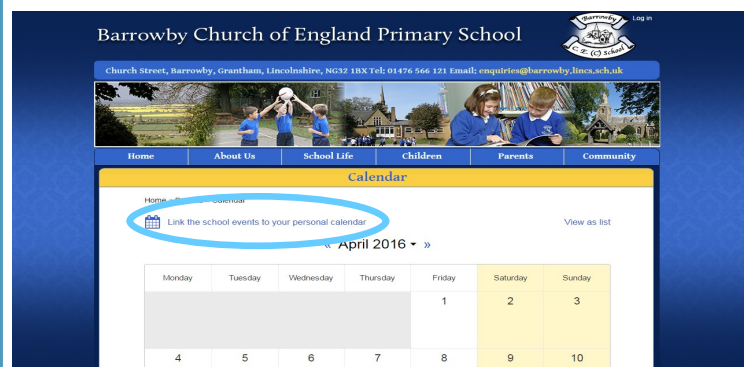 Log in
Barrowby Church of England Primary School
Barrowby
C. E. (C) School
Church Street, Barrowby, Grantham, Lincolnshire, NG32 1BX Tel; 01476 566 121 Email; enquiries@barrowby.lincs.sch.uk
Home About Us School Life Children Parents Community
Calendar
Home Calendar
Link the school events to your personal calendar View as list
« April 2016 »
Monday Tuesday Wednesday Thursday Friday Saturday Sunday
1 2 3
4 5 6 7 8 9 10